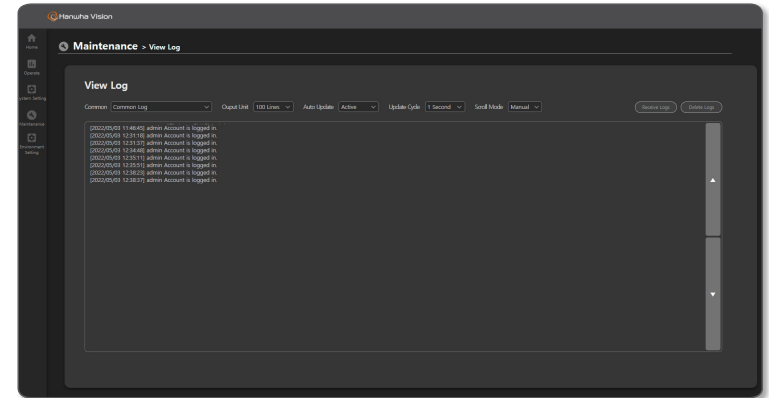 Hanwha Vision
Home
Operate
ystem Setting
Maintenance
Environment
Setting
Maintenance > View Log
View Log
Common Common Log Ouput Unit 100 Lines Auto Update Active Update Cycle 1 Second Scroll Mode Manual Receive Logs Delete Logs
[2022/05/03 11:46:45] admin Account is logged in.
[2022/05/03 12:31:18] admin Account is logged in.
[2022/05/03 12:31:37] admin Account is logged in.
[2022/05/03 12:34:48] admin Account is logged in.
[2022/05/03 12:35:11] admin Account is logged in.
[2022/05/03 12:35:51] admin Account is logged in.
[2022/05/03 12:38:23] admin Account is logged in.
[2022/05/03 12:38:37] admin Account is logged in.